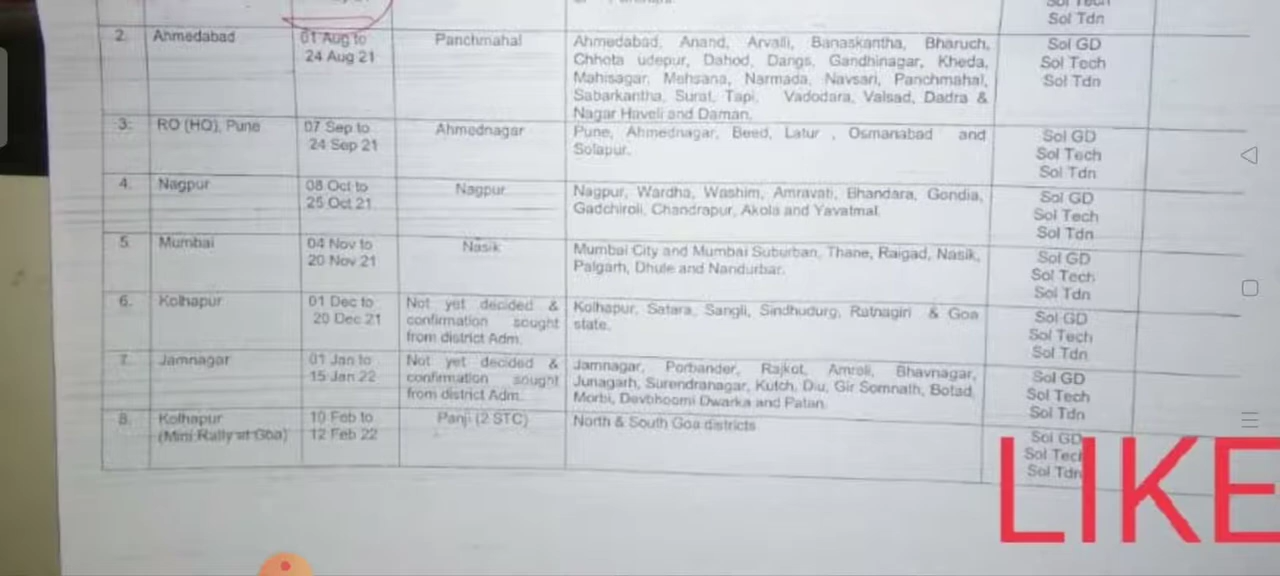 Sol Tech
Sol Tdn
2. Ahmedabad 01 Aug to 24 Aug 21 Panchmahal
Ahmedabad, Anand, Arvalli, Banaskantha, Bharuch,
Chhota udepur, Dahod, Dangs, Gandhinagar, Kheda,
Mahisagar, Mehsana, Narmada, Navsari, Panchmahal,
Sabarkantha, Surat, Tapi, Vadodara, Valsad, Dadra &
Nagar Haveli and Daman.
Sol GD
Sol Tech
Sol Tdn
3. RO (HQ), Pune 07 Sep to 24 Sep 21 Ahmednagar
Pune, Ahmednagar, Beed, Latur , Osmanabad and
Solapur.
Sol GD
Sol Tech
Sol Tdn
4. Nagpur 08 Oct to 25 Oct 21 Nagpur
Nagpur, Wardha, Washim, Amravati, Bhandara, Gondia,
Gadchiroli, Chandrapur, Akola and Yavatmal.
Sol GD
Sol Tech
Sol Tdn
5. Mumbai 04 Nov to 20 Nov 21 Nasik
Mumbai City and Mumbai Suburban, Thane, Raigad, Nasik,
Palgarh, Dhule and Nandurbar.
Sol GD
Sol Tech
Sol Tdn
6. Kolhapur 01 Dec to 20 Dec 21
Not yet decided &
confirmation sought
from district Adm.
Kolhapur, Satara, Sangli, Sindhudurg, Ratnagiri & Goa
state.
Sol GD
Sol Tech
Sol Tdn
7. Jamnagar 01 Jan to 15 Jan 22
Not yet decided &
confirmation sought
from district Adm.
Jamnagar, Porbander, Rajkot, Amreli, Bhavnagar,
Junagarh, Surendranagar, Kutch, Diu, Gir Somnath, Botad,
Morbi, Devbhoomi Dwarka and Patan.
Sol GD
Sol Tech
Sol Tdn
8. Kolhapur
(Mini Rally at Goa)
10 Feb to
12 Feb 22
Panji (2 STC)
North & South Goa districts
Sol GD
Sol Tech
Sol Tdn
LIKE